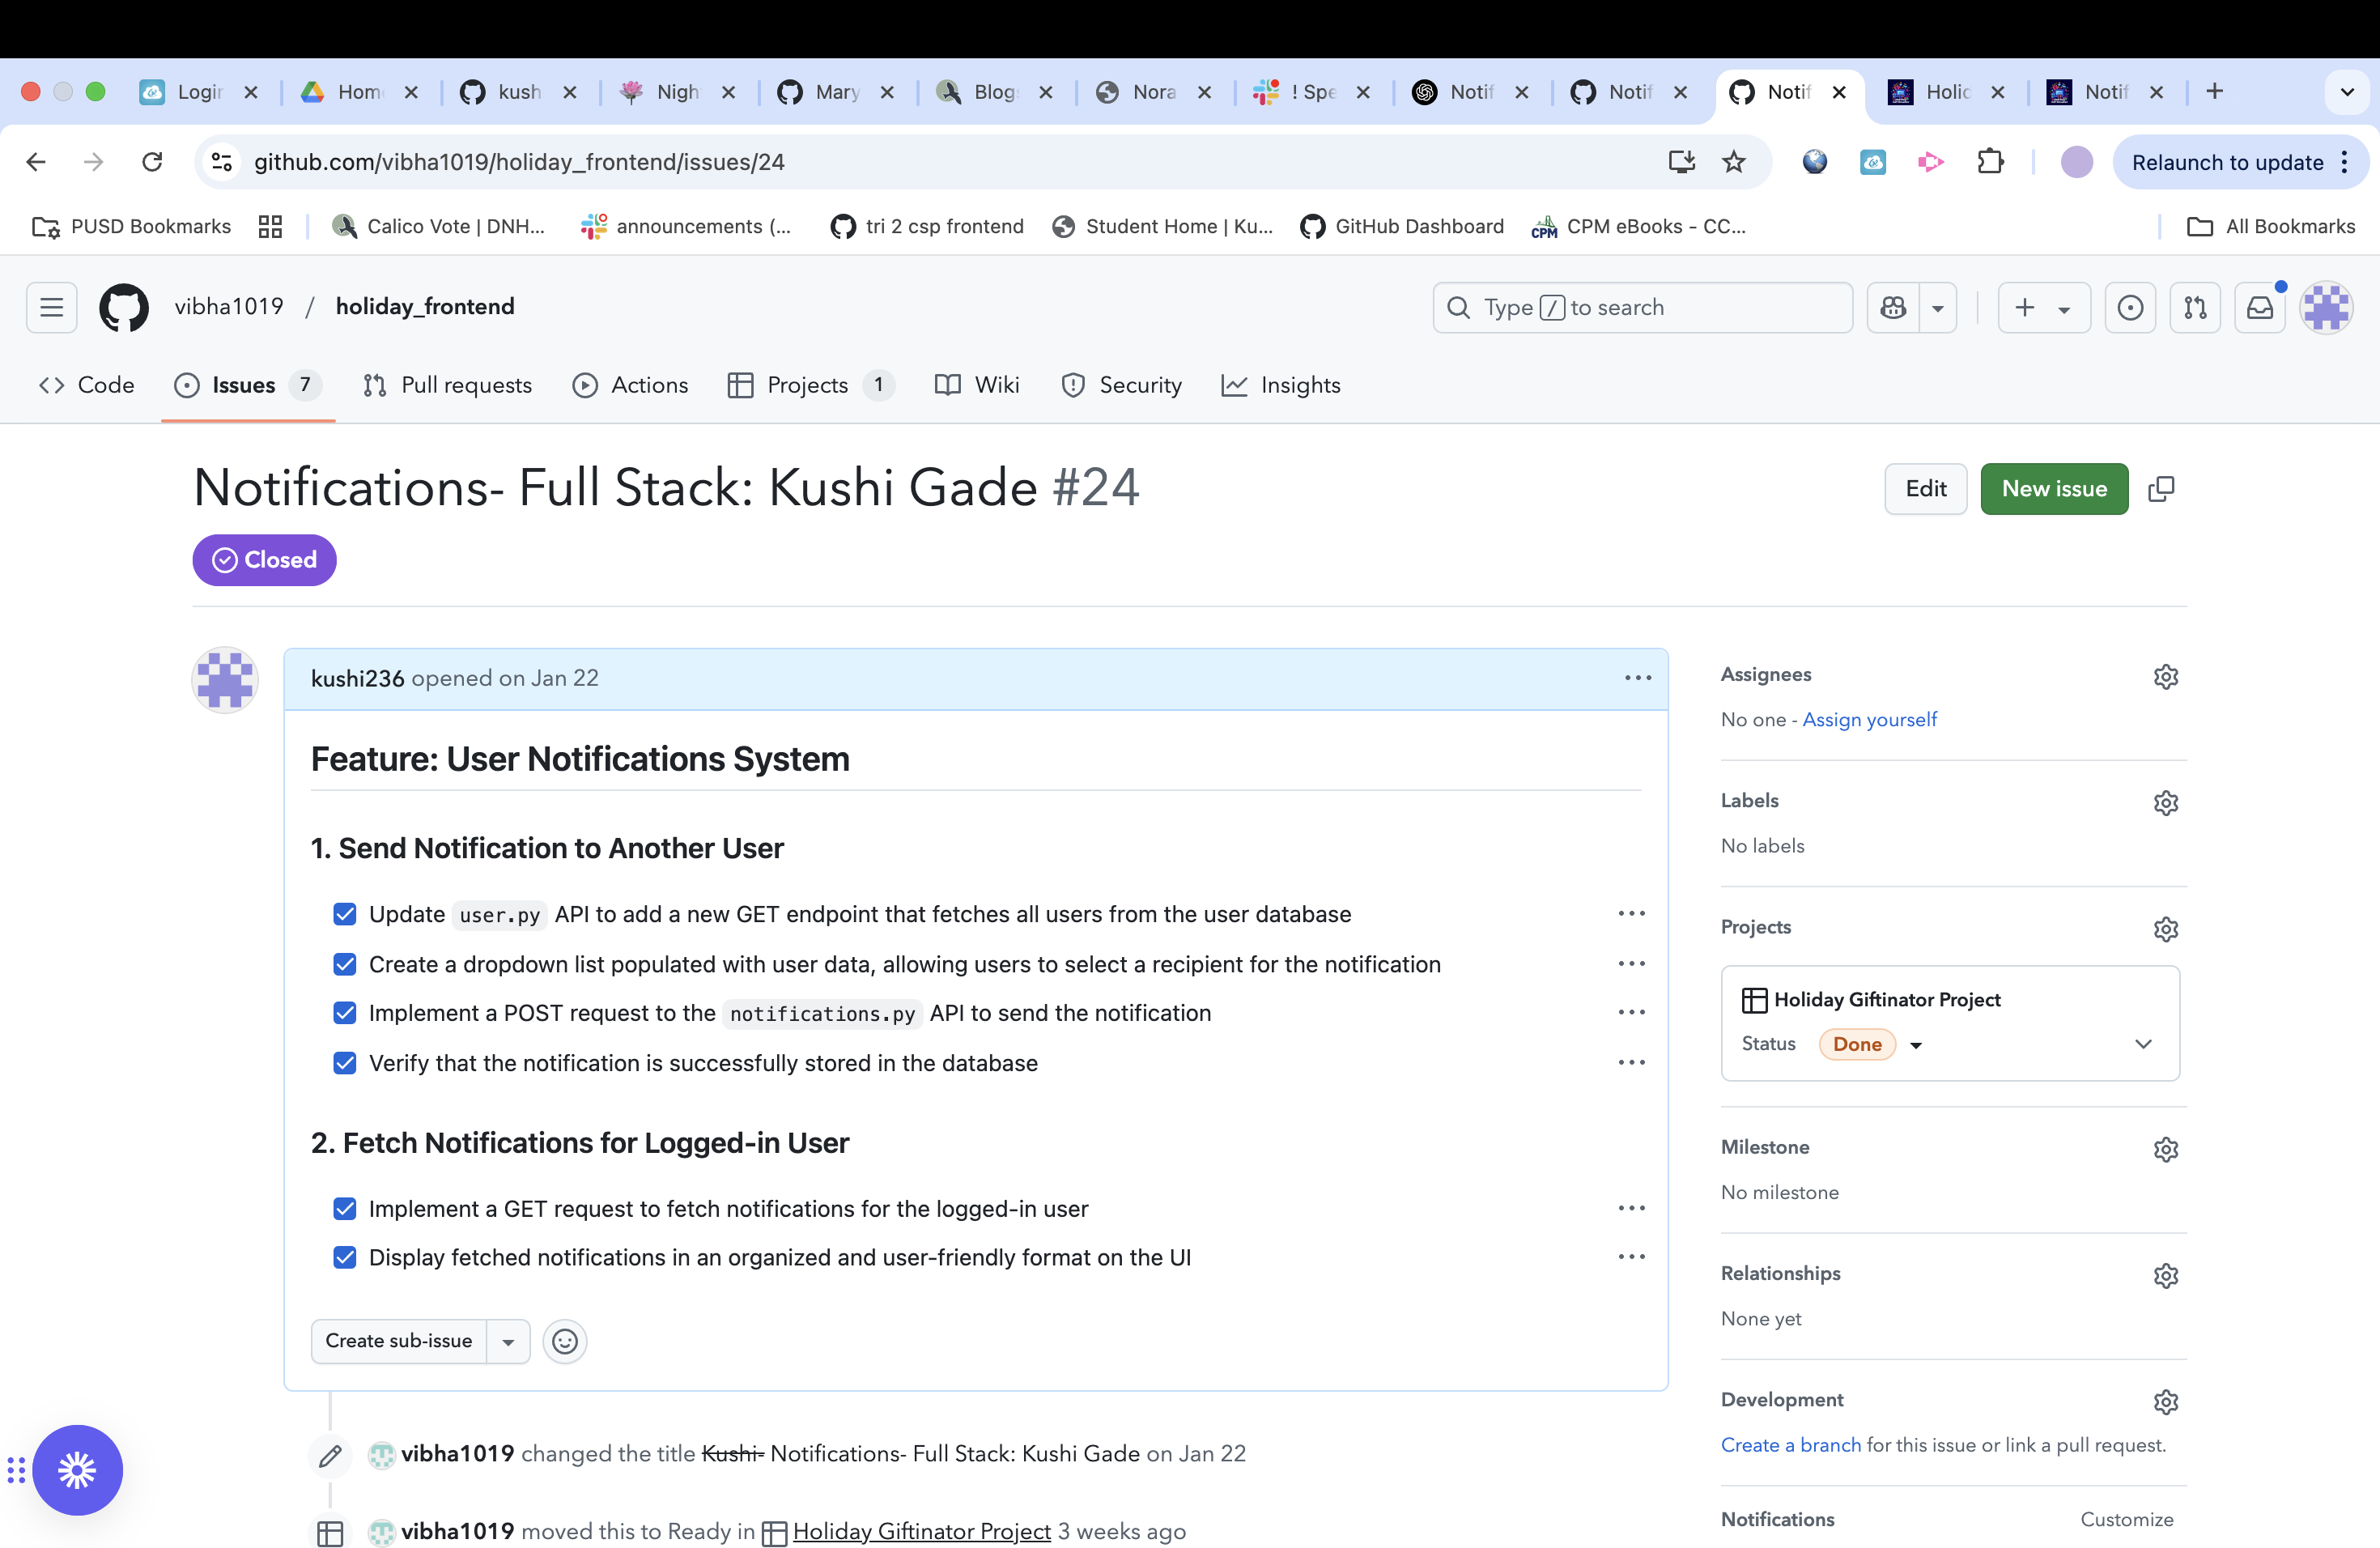 Login
Home
kush
Nigh
Mary
Blog
Nora
! Spe
Notif
Notif
Notif
Holid
Notif
github.com/vibha1019/holiday_frontend/issues/24
Relaunch to update
PUSD Bookmarks
Calico Vote | DNH...
announcements (...
tri 2 csp frontend
Student Home | Ku...
GitHub Dashboard
CPM eBooks - CC...
All Bookmarks
vibha1019 / holiday_frontend
Type / to search
Code
Issues 7
Pull requests
Actions
Projects 1
Wiki
Security
Insights
Notifications- Full Stack: Kushi Gade #24
Edit
New issue
Closed
kushi236 opened on Jan 22
Feature: User Notifications System
1. Send Notification to Another User
Update user.py API to add a new GET endpoint that fetches all users from the user database
Create a dropdown list populated with user data, allowing users to select a recipient for the notification
Implement a POST request to the notifications.py API to send the notification
Verify that the notification is successfully stored in the database
2. Fetch Notifications for Logged-in User
Implement a GET request to fetch notifications for the logged-in user
Display fetched notifications in an organized and user-friendly format on the UI
Create sub-issue
vibha1019 changed the title Kushi- Notifications- Full Stack: Kushi Gade on Jan 22
vibha1019 moved this to Ready in Holiday Giftinator Project 3 weeks ago
Assignees
No one - Assign yourself
Labels
No labels
Projects
Holiday Giftinator Project
Status Done
Milestone
No milestone
Relationships
None yet
Development
Create a branch for this issue or link a pull request.
Notifications
Customize